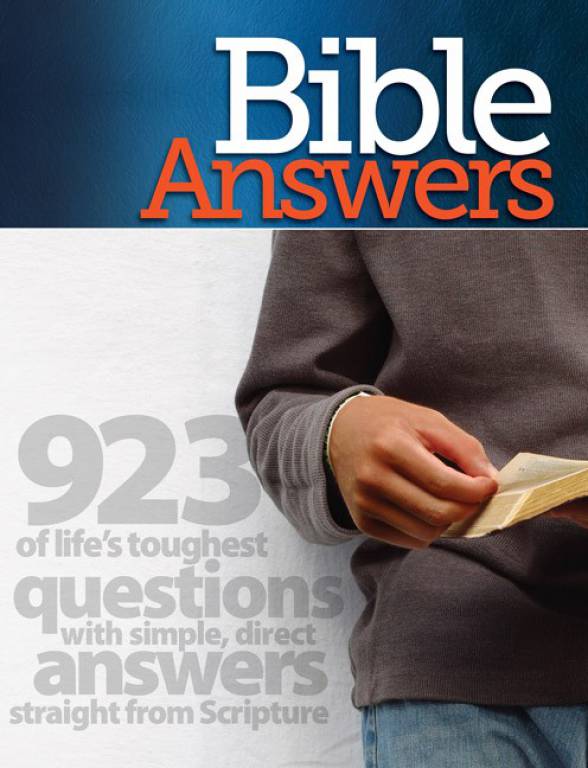 Bible
Answers
923
of life's toughest
questions
with simple, direct
answers
straight from Scripture